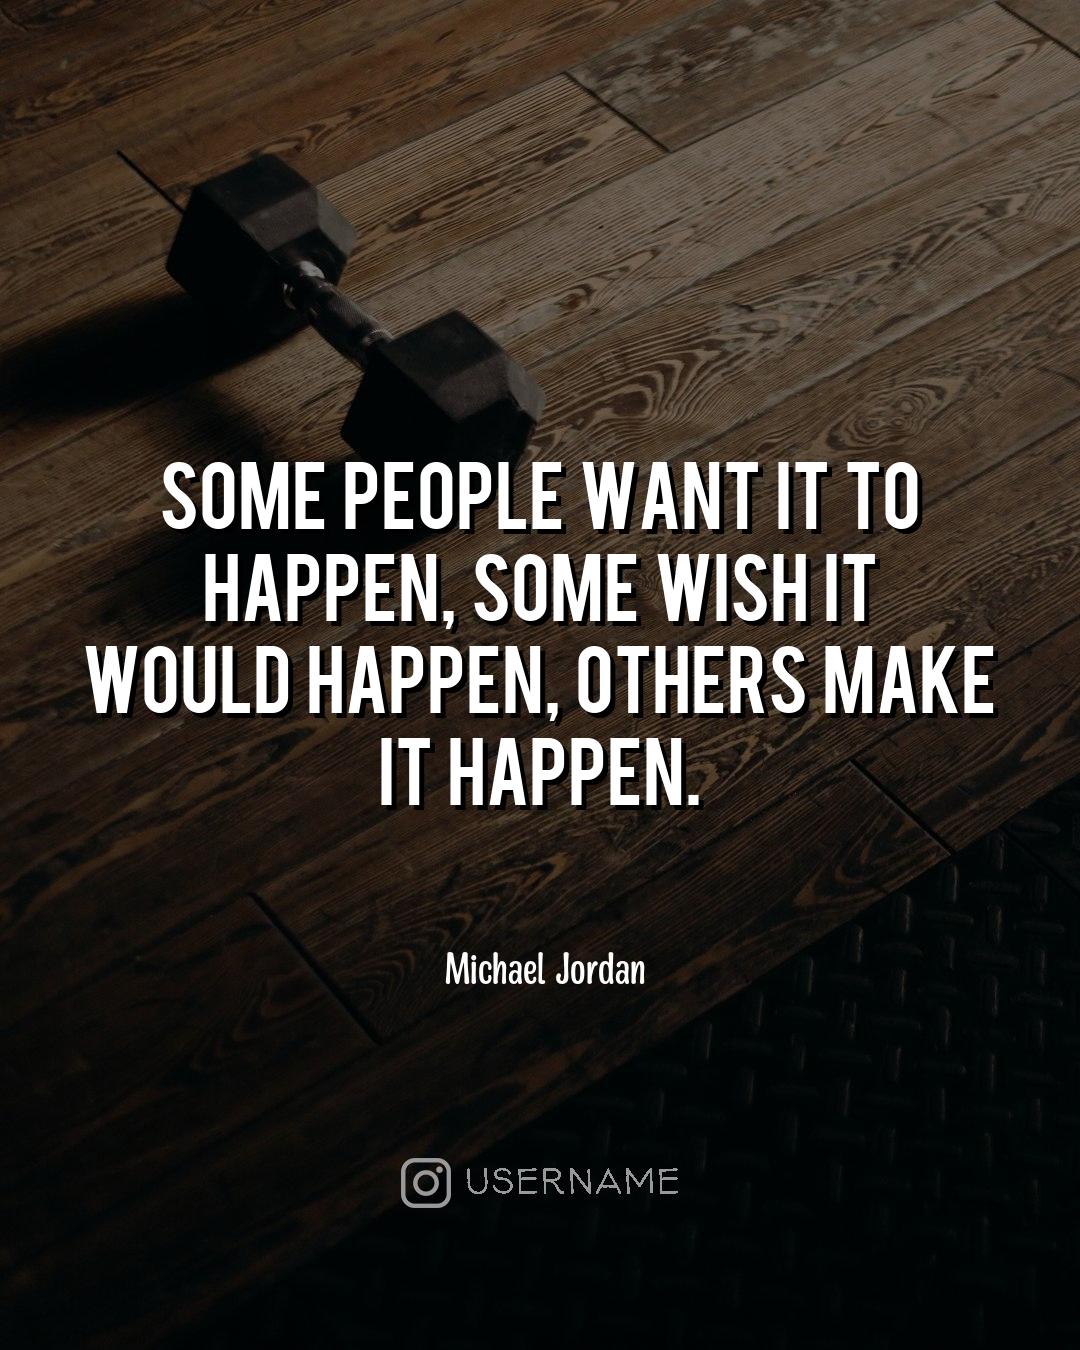 SOME PEOPLE WANT IT TO
HAPPEN, SOME WISH IT
WOULD HAPPEN, OTHERS MAKE
IT HAPPEN.
Michael Jordan
USERNAME